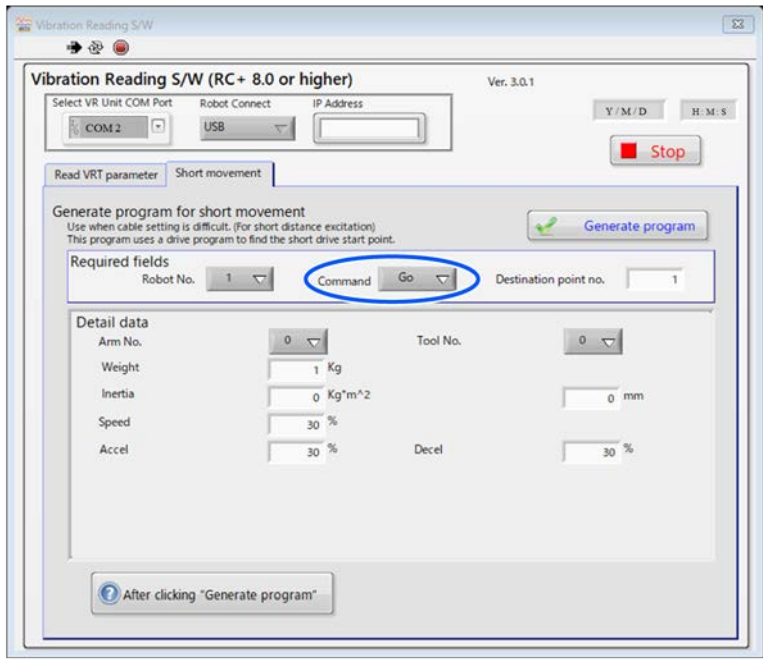 Vibration Reading S/W
Vibration Reading S/W (RC+ 8.0 or higher)
Ver. 3.0.1
Select VR Unit COM Port
Robot Connect
IP Address
COM2
USB
Y/M/D
H:M:S
Stop
Read VRT parameter
Short movement
Generate program for short movement
Use when cable setting is difficult. (For short distance excitation)
This program uses a drive program to find the short drive start point.
Generate program
Required fields
Robot No. 1
Command Go
Destination point no. 1
Detail data
Arm No. 0
Tool No. 0
Weight 1 Kg
Inertia 0 Kg*m^2
0 mm
Speed 30 %
Accel 30 %
Decel 30 %
After clicking "Generate program"